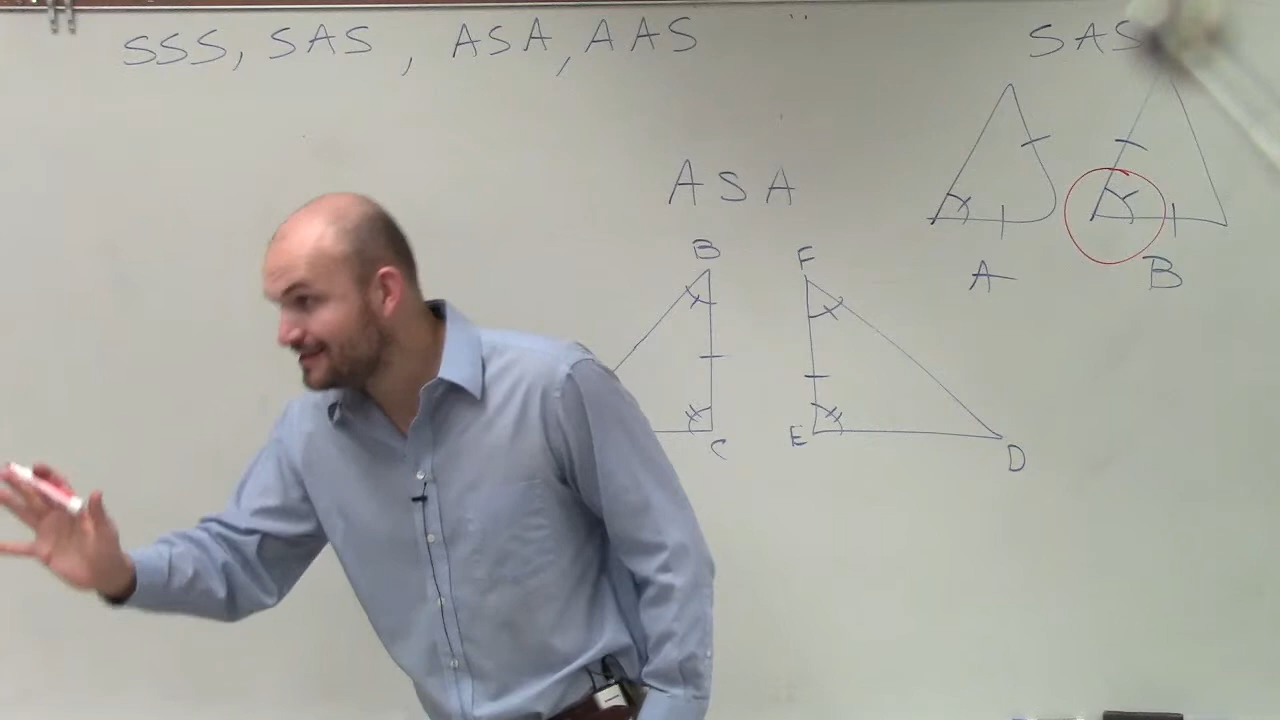 SSS, SAS, ASA, AAS
SAS
ASA
A B
B F
C E D